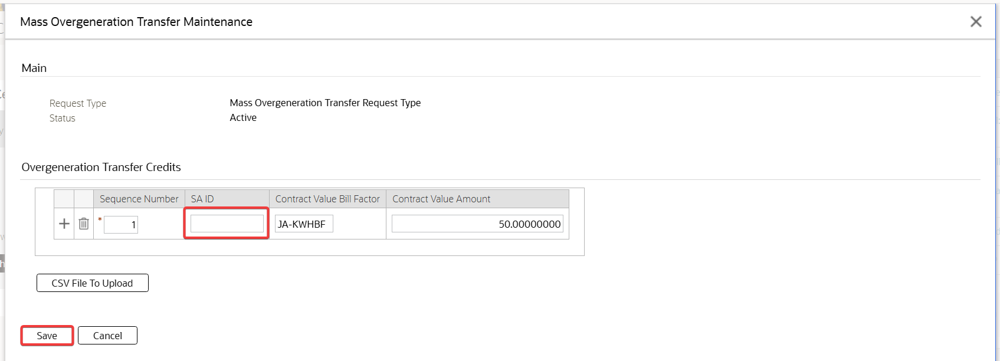 Mass Overgeneration Transfer Maintenance
Main
Request Type Mass Overgeneration Transfer Request Type
Status Active
Overgeneration Transfer Credits
Sequence Number SA ID Contract Value Bill Factor Contract Value Amount
* 1 JA-KWHBF 50.00000000
CSV File To Upload
Save Cancel